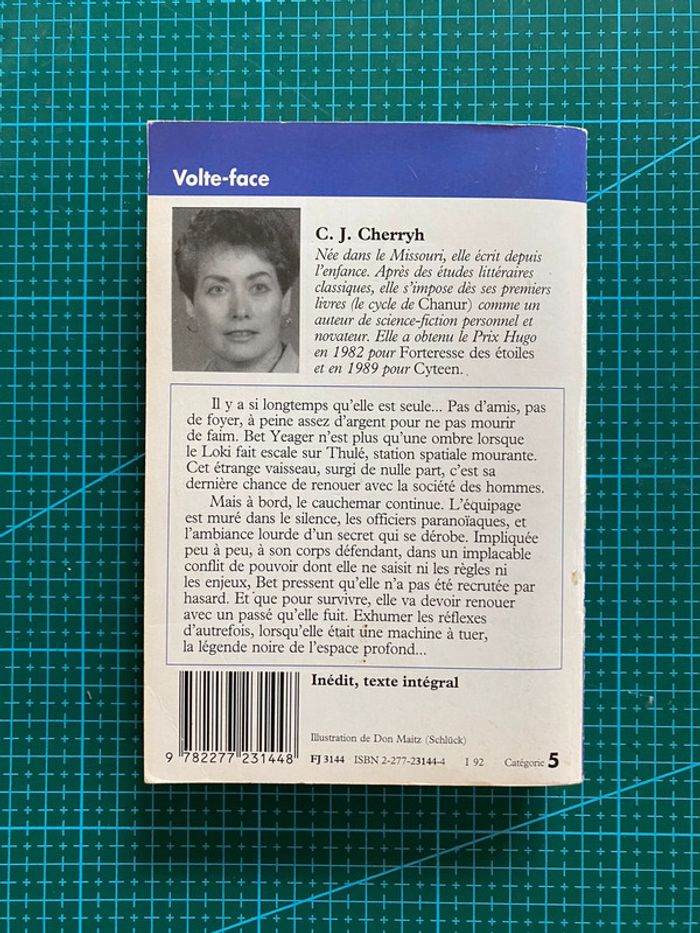 Volte-face
C. J. Cherryh
Née dans le Missouri, elle écrit depuis
l'enfance. Après des études littéraires
classiques, elle s'impose dès ses premiers
livres (le cycle de Chanur) comme un
auteur de science-fiction personnel et
novateur. Elle a obtenu le Prix Hugo
en 1982 pour Forteresse des étoiles
et en 1989 pour Cyteen.
Il y a si longtemps qu'elle est seule... Pas d'amis, pas
de foyer, à peine assez d'argent pour ne pas mourir
de faim. Bet Yeager n'est plus qu'une ombre lorsque
le Loki fait escale sur Thulé, station spatiale mourante.
Cet étrange vaisseau, surgi de nulle part, c'est sa
dernière chance de renouer avec la société des hommes.
Mais à bord, le cauchemar continue. L'équipage
est muré dans le silence, les officiers paranoïaques, et
l'ambiance lourde d'un secret qui se dérobe. Impliquée
peu à peu, à son corps défendant, dans un implacable
conflit de pouvoir dont elle ne saisit ni les règles ni
les enjeux, Bet pressent qu'elle n'a pas été recrutée par
hasard. Et que pour survivre, elle va devoir renouer
avec un passé qu'elle fuit. Exhumer les réflexes
d'autrefois, lorsqu'elle était une machine à tuer,
la légende noire de l'espace profond...
Inédit, texte intégral
Illustration de Don Maitz (Schlück)
9 782277 231448
FJ 3144 ISBN 2-277-23144-4 I 92 Catégorie 5